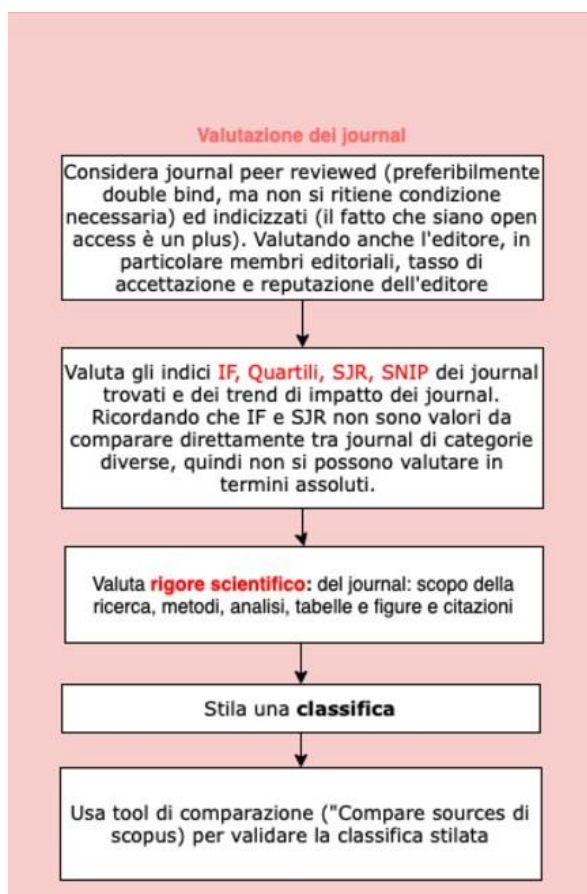 Valutazione dei journal
Considera journal peer reviewed (preferibilmente
double bind, ma non si ritiene condizione
necessaria) ed indicizzati (il fatto che siano open
access è un plus). Valutando anche l'editore, in
particolare membri editoriali, tasso di
accettazione e reputazione dell'editore
Valuta gli indici IF, Quartili, SJR, SNIP dei journal
trovati e dei trend di impatto dei journal.
Ricordando che IF e SJR non sono valori da
comparare direttamente tra journal di categorie
diverse, quindi non si possono valutare in
termini assoluti.
Valuta rigore scientifico: del journal: scopo della
ricerca, metodi, analisi, tabelle e figure e citazioni
Stila una classifica
Usa tool di comparazione ("Compare sources di
scopus) per validare la classifica stilata